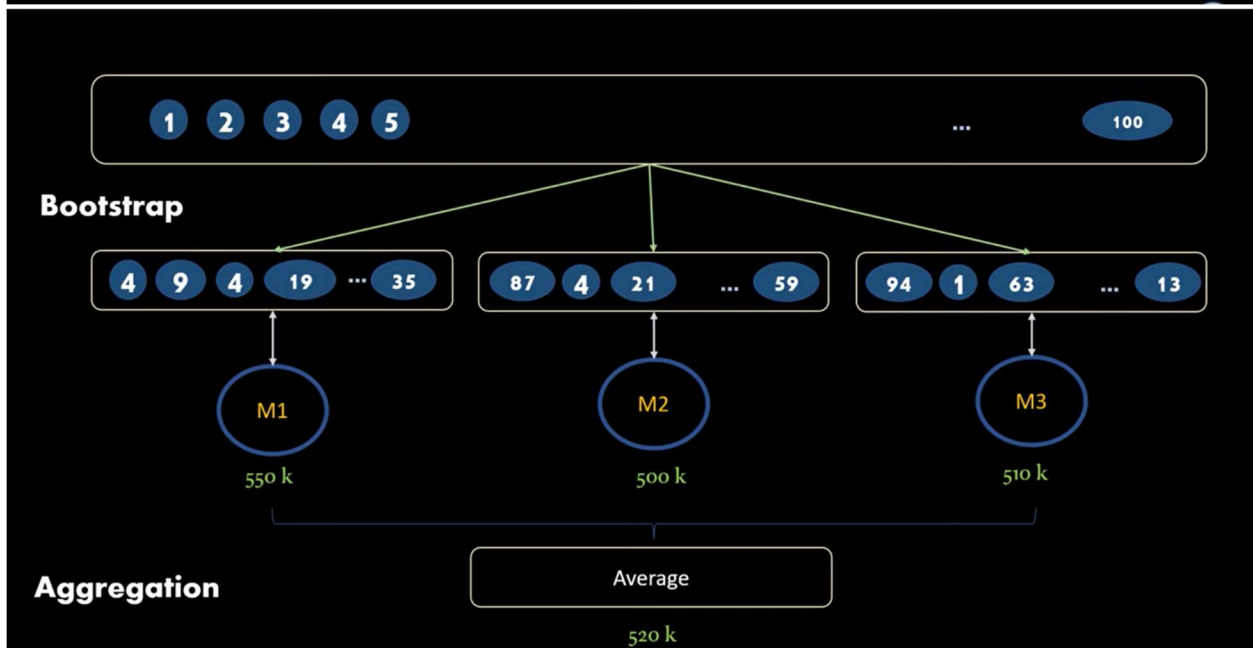 1 2 3 4 5 ... 100
Bootstrap
4 9 4 19 ... 35 87 4 21 ... 59 94 1 63 ... 13
M1 M2 M3
550 k 500 k 510 k
Aggregation
Average
520 k